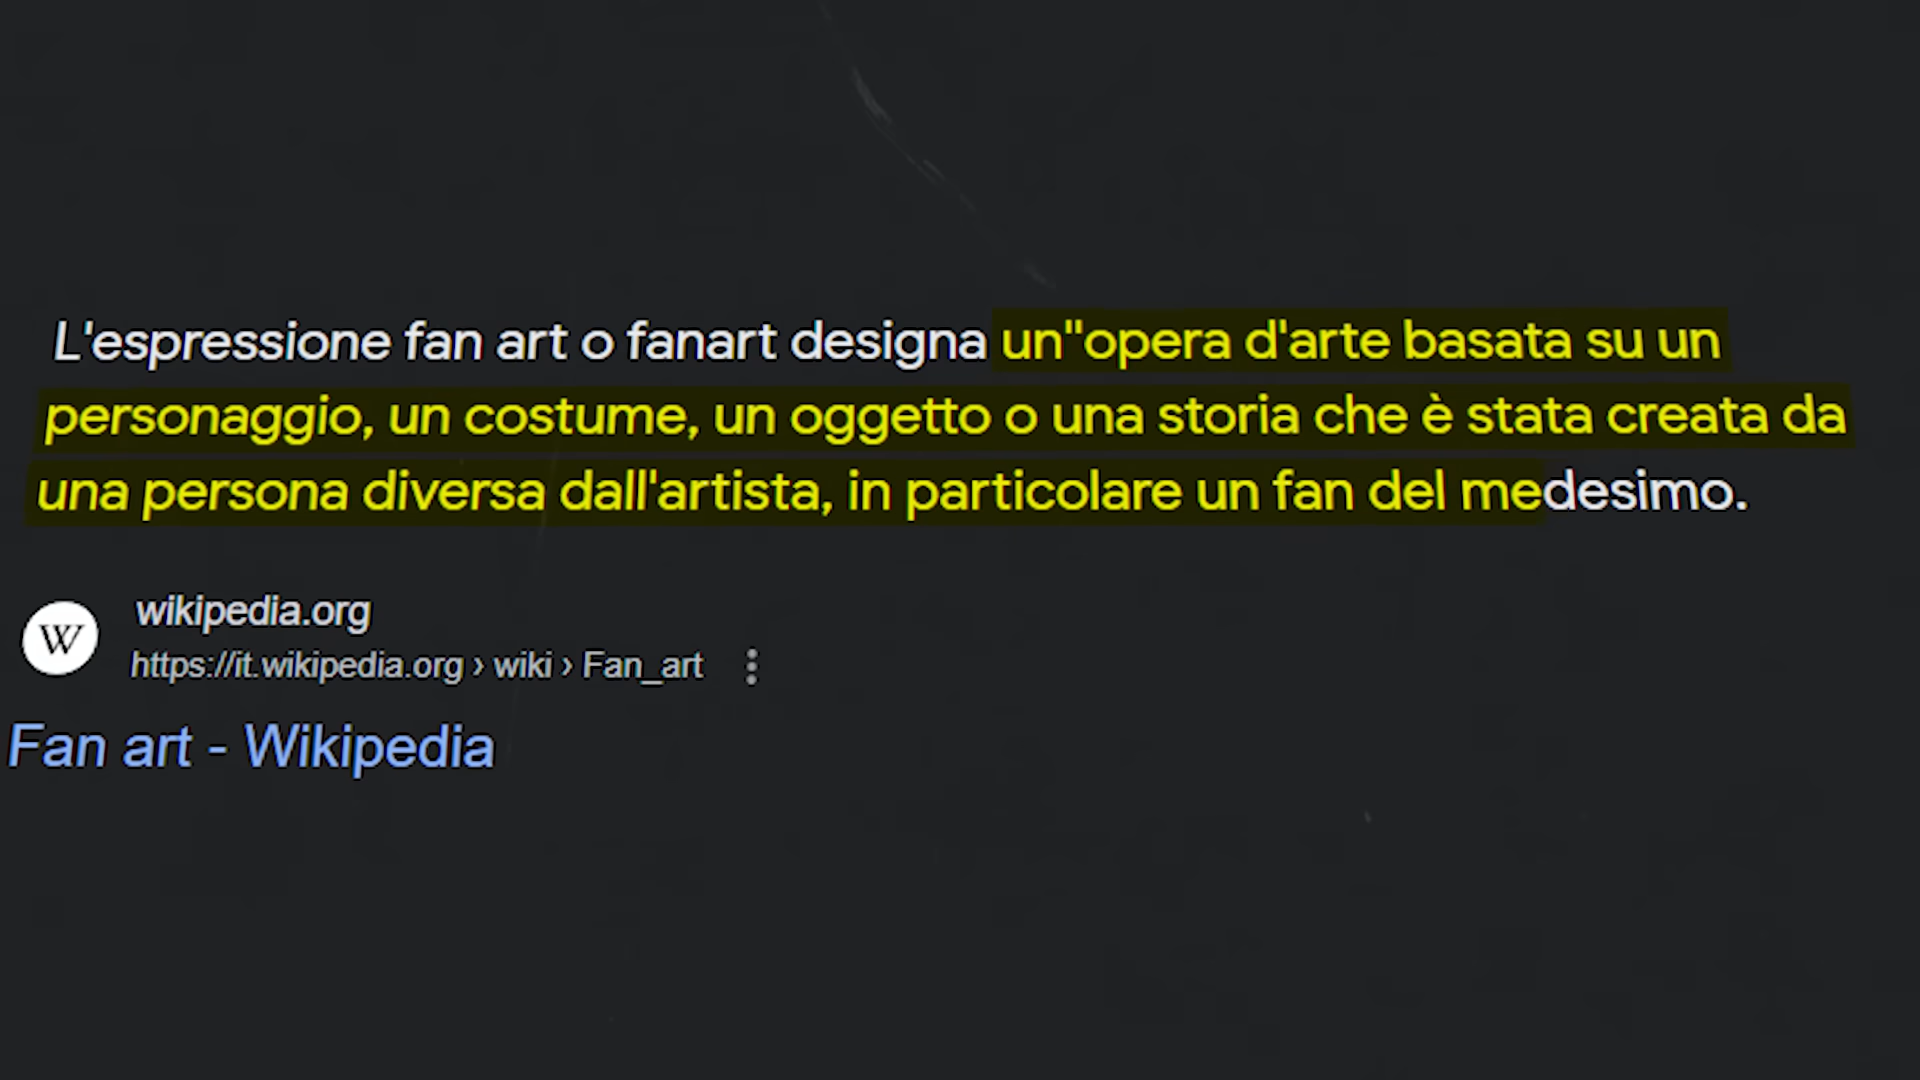 L'espressione fan art o fanart designa un''opera d'arte basata su un
personaggio, un costume, un oggetto o una storia che è stata creata da
una persona diversa dall'artista, in particolare un fan del medesimo.
W
wikipedia.org
https://it.wikipedia.org › wiki › Fan_art
Fan art - Wikipedia